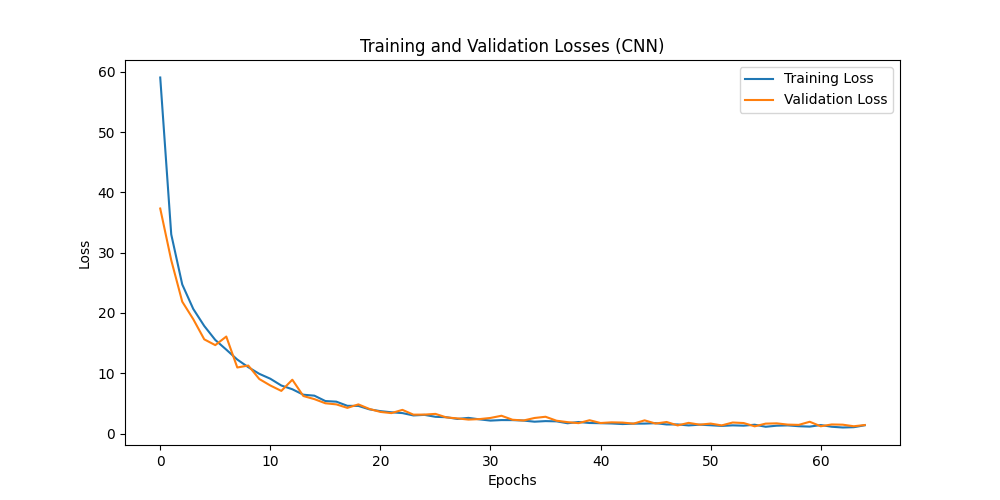 Training and Validation Losses (CNN)
Training Loss
Validation Loss
60
50
40
30
20
10
0
Loss
0 10 20 30 40 50 60
Epochs